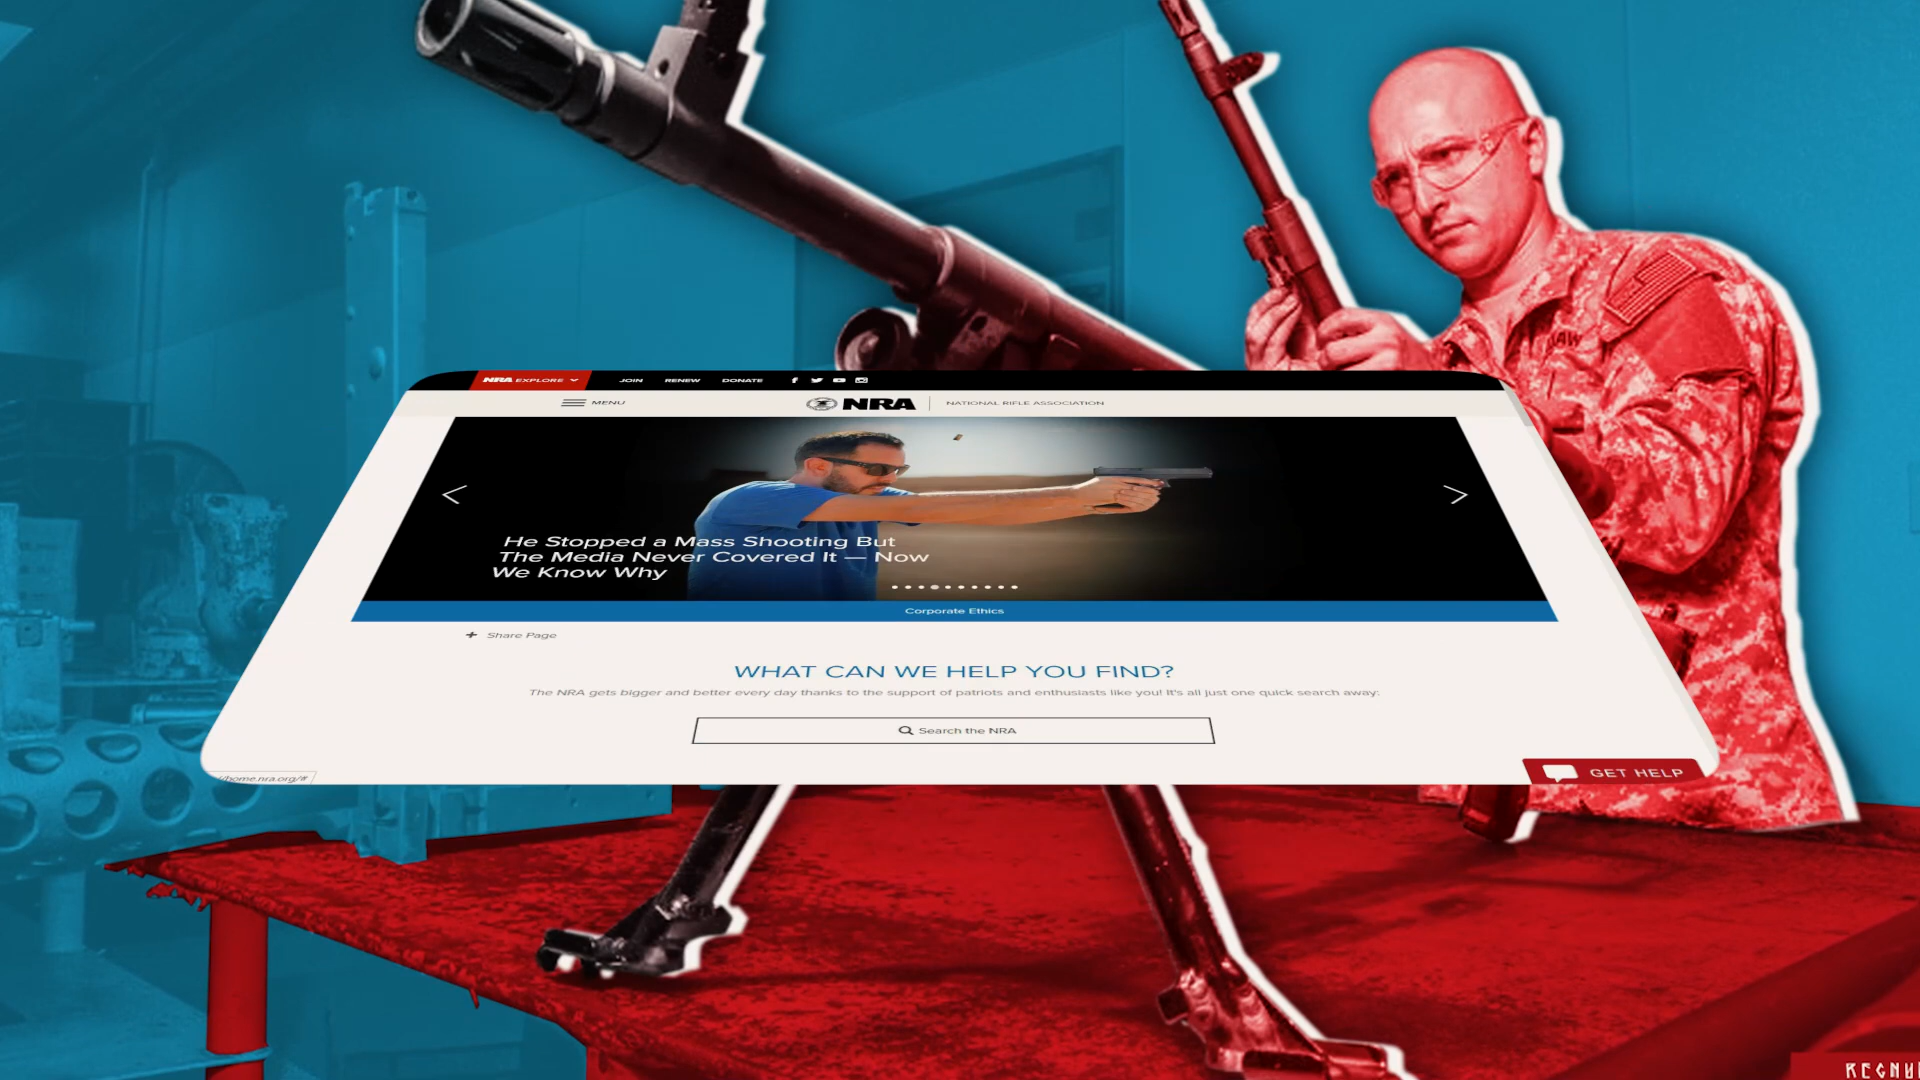 NRA EXPLORE JOIN RENEW DONATE
MENU NRA NATIONAL RIFLE ASSOCIATION
He Stopped a Mass Shooting But
The Media Never Covered It — Now
We Know Why
Corporate Ethics
+ Share Page
WHAT CAN WE HELP YOU FIND?
The NRA gets bigger and better every day thanks to the support of patriots and enthusiasts like you! It's all just one quick search away:
Search the NRA
//home.nra.org/#
GET HELP